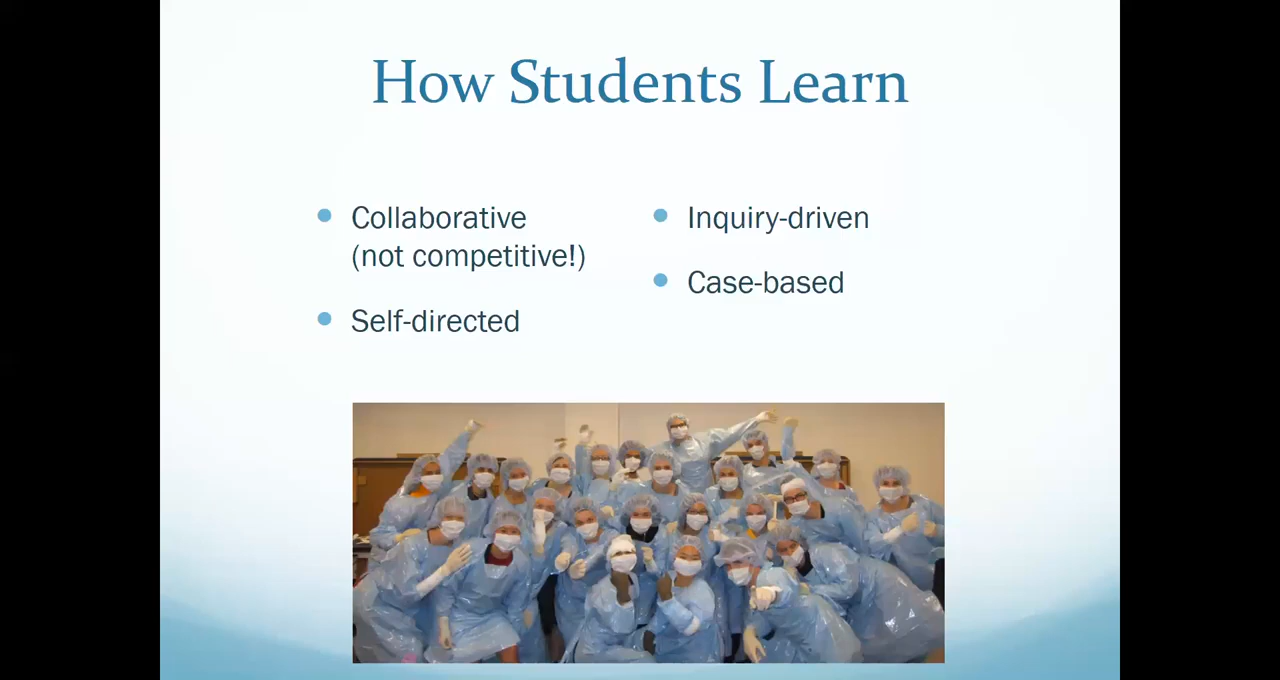 How Students Learn
Collaborative
(not competitive!)
Self-directed
Inquiry-driven
Case-based